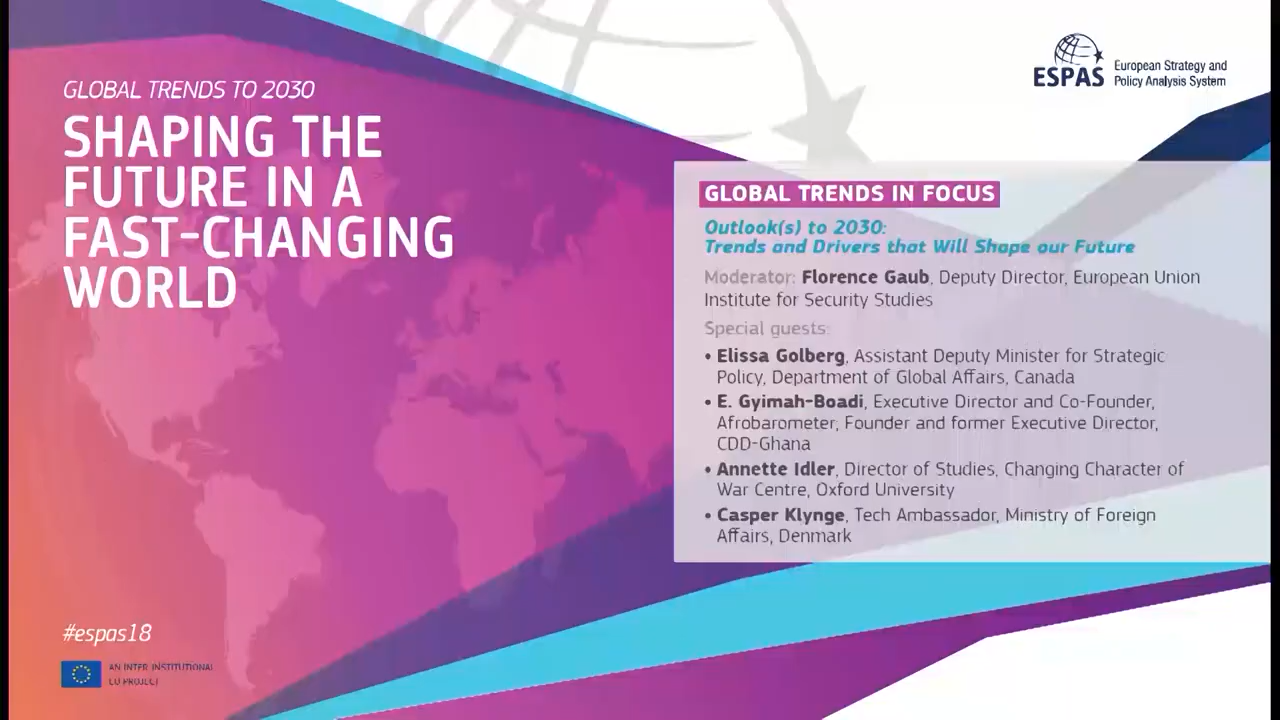 GLOBAL TRENDS TO 2030
SHAPING THE
FUTURE IN A
FAST-CHANGING
WORLD
ESPAS
European Strategy and
Policy Analysis System
GLOBAL TRENDS IN FOCUS
Outlook(s) to 2030:
Trends and Drivers that Will Shape our Future
Moderator: Florence Gaub, Deputy Director, European Union
Institute for Security Studies
Special guests:
• Elissa Golberg, Assistant Deputy Minister for Strategic
Policy, Department of Global Affairs, Canada
• E. Gyimah-Boadi, Executive Director and Co-Founder,
Afrobarometer, Founder and former Executive Director,
CDD-Ghana
• Annette Idler, Director of Studies, Changing Character of
War Centre, Oxford University
• Casper Klynge, Tech Ambassador, Ministry of Foreign
Affairs, Denmark
#espas18
AN INTER-INSTITUTIONAL
EU PROJECT